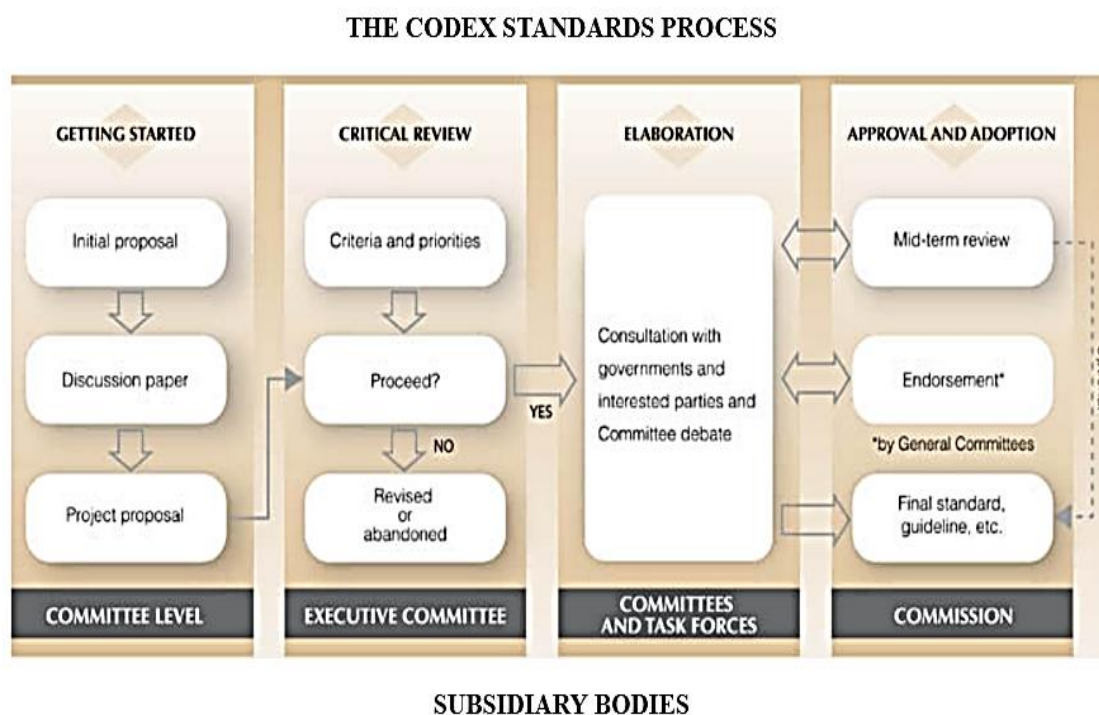 THE CODEX STANDARDS PROCESS
GETTING STARTED
Initial proposal
Discussion paper
Project proposal
COMMITTEE LEVEL
CRITICAL REVIEW
Criteria and priorities
Proceed?
YES
NO
Revised
or
abandoned
EXECUTIVE COMMITTEE
ELABORATION
Consultation with
governments and
interested parties and
Committee debate
COMMITTEES
AND TASK FORCES
APPROVAL AND ADOPTION
Mid-term review
Endorsement*
*by General Committees
Final standard,
guideline, etc.
COMMISSION
SUBSIDIARY BODIES